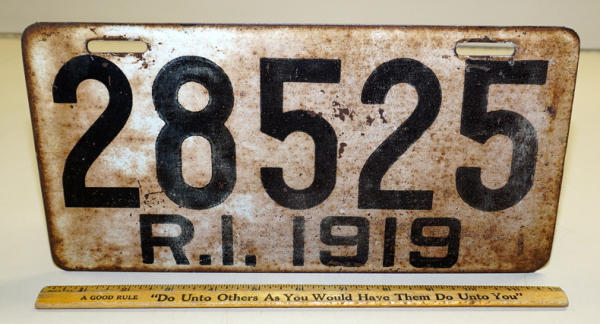 28525
R.I. 1919
A GOOD RULE "Do Unto Others As You Would Have Them Do Unto You"